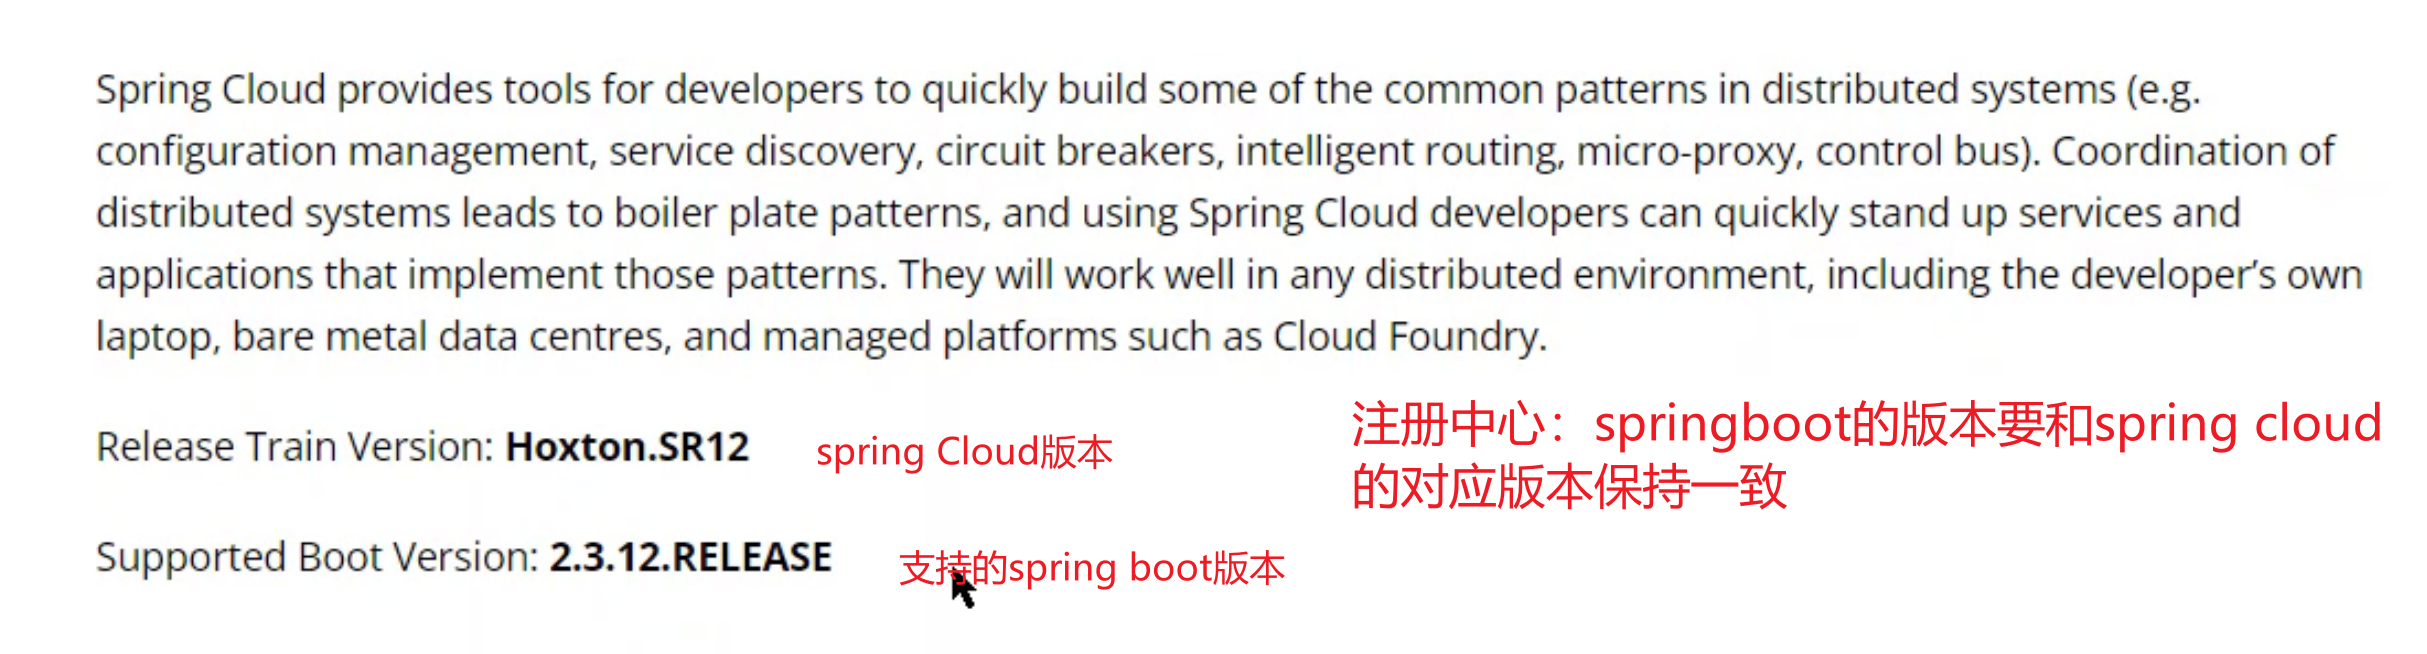 Spring Cloud provides tools for developers to quickly build some of the common patterns in distributed systems (e.g.
configuration management, service discovery, circuit breakers, intelligent routing, micro-proxy, control bus). Coordination of
distributed systems leads to boiler plate patterns, and using Spring Cloud developers can quickly stand up services and
applications that implement those patterns. They will work well in any distributed environment, including the developer’s own
laptop, bare metal data centres, and managed platforms such as Cloud Foundry.
Release Train Version: Hoxton.SR12
spring Cloud版本
注册中心：springboot的版本要和spring cloud
的对应版本保持一致
Supported Boot Version: 2.3.12.RELEASE
支持的spring boot版本